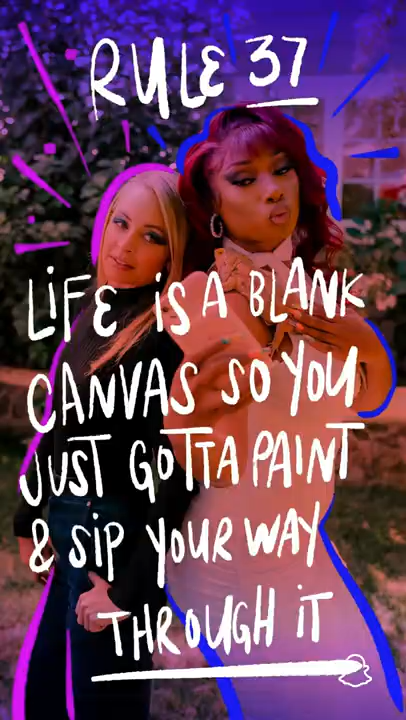 RULE 37
LIFE IS A BLANK
CANVAS SO YOU
JUST GOTTA PAINT
& SIP YOUR WAY
THROUGH IT